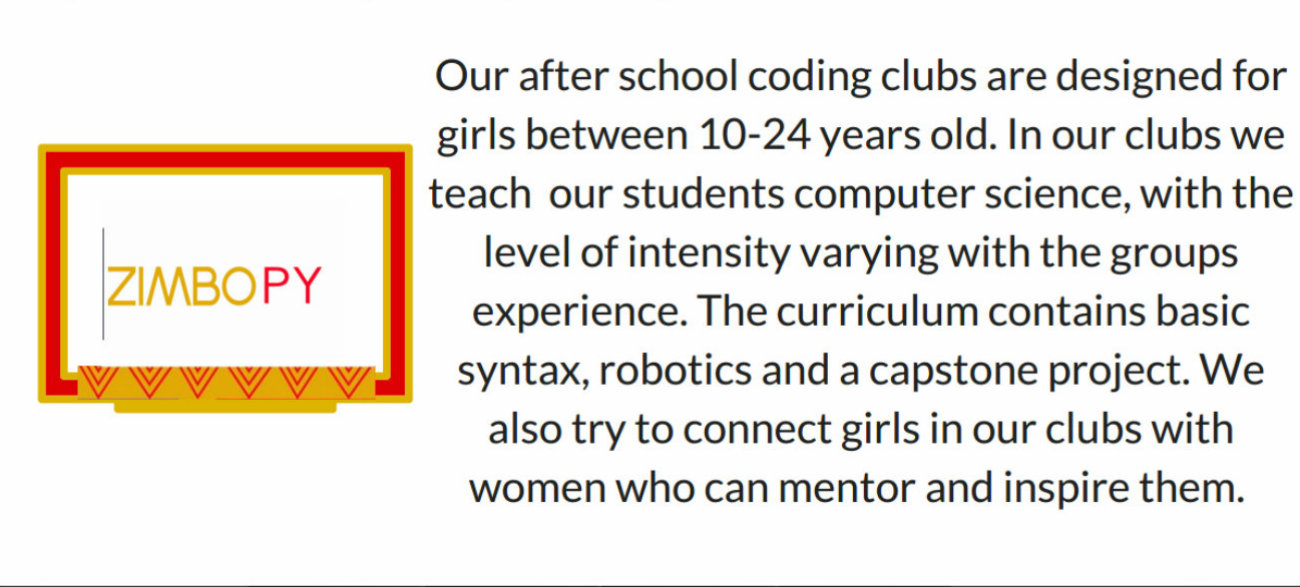 Our after school coding clubs are designed for
girls between 10-24 years old. In our clubs we
teach our students computer science, with the
level of intensity varying with the groups
experience. The curriculum contains basic
syntax, robotics and a capstone project. We
also try to connect girls in our clubs with
women who can mentor and inspire them.
ZIMBOPY